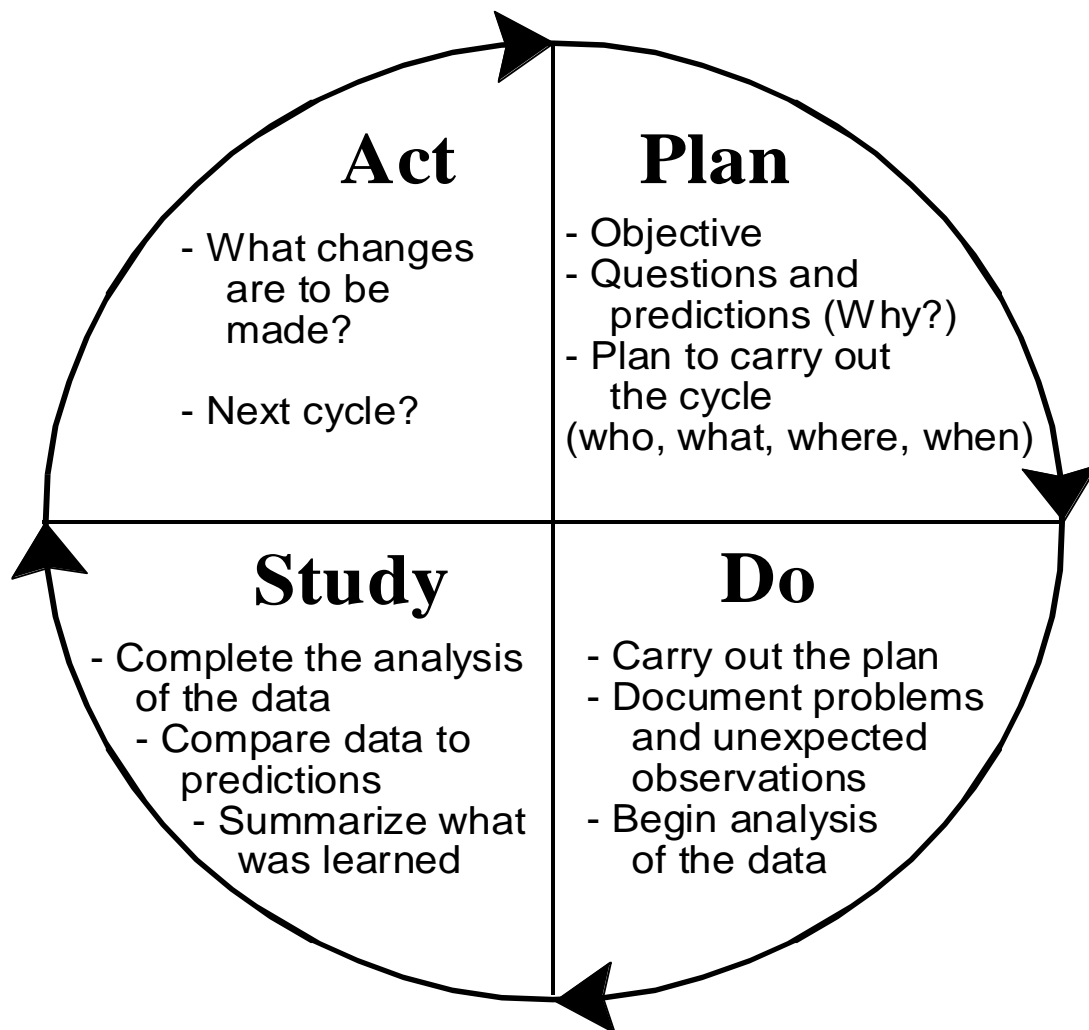 Act
- What changes
are to be
made?
- Next cycle?
Plan
- Objective
- Questions and
predictions (Why?)
- Plan to carry out
the cycle
(who, what, where, when)
Study
- Complete the analysis
of the data
- Compare data to
predictions
- Summarize what
was learned
Do
- Carry out the plan
- Document problems
and unexpected
observations
- Begin analysis
of the data